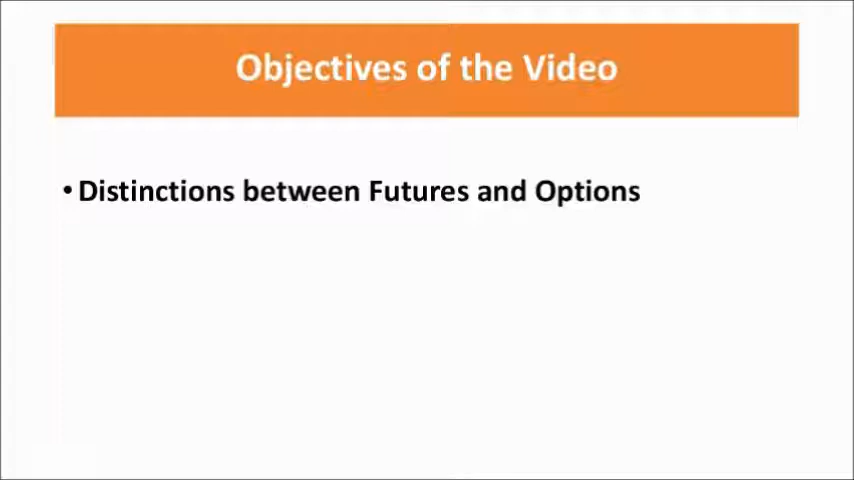 Objectives of the Video
• Distinctions between Futures and Options